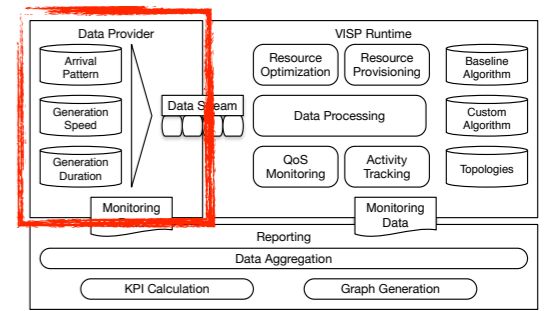 Data Provider
Arrival
Pattern
Generation
Speed
Generation
Duration
Data Stream
Monitoring
VISP Runtime
Resource
Optimization
Resource
Provisioning
Baseline
Algorithm
Data Processing
Custom
Algorithm
QoS
Monitoring
Activity
Tracking
Topologies
Monitoring
Data
Reporting
Data Aggregation
KPI Calculation
Graph Generation